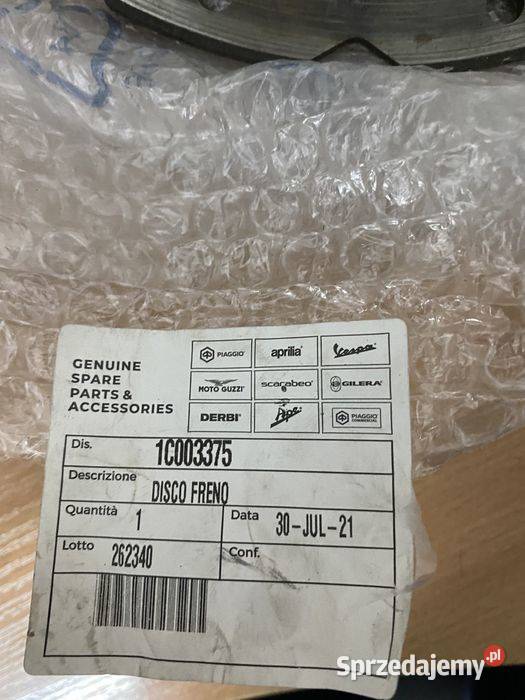 GENUINE
SPARE
PARTS &
ACCESSORIES
PIAGGIO
aprilia
Vespa
MOTO GUZZI
scarabeo
GILERA
DERBI
Ape
PIAGGIO
COMMERCIAL
Dis. 1C003375
Descrizione DISCO FRENO
Quantità 1 Data 30-JUL-21
Lotto 262340 Conf.
Sprzedajemy.pl